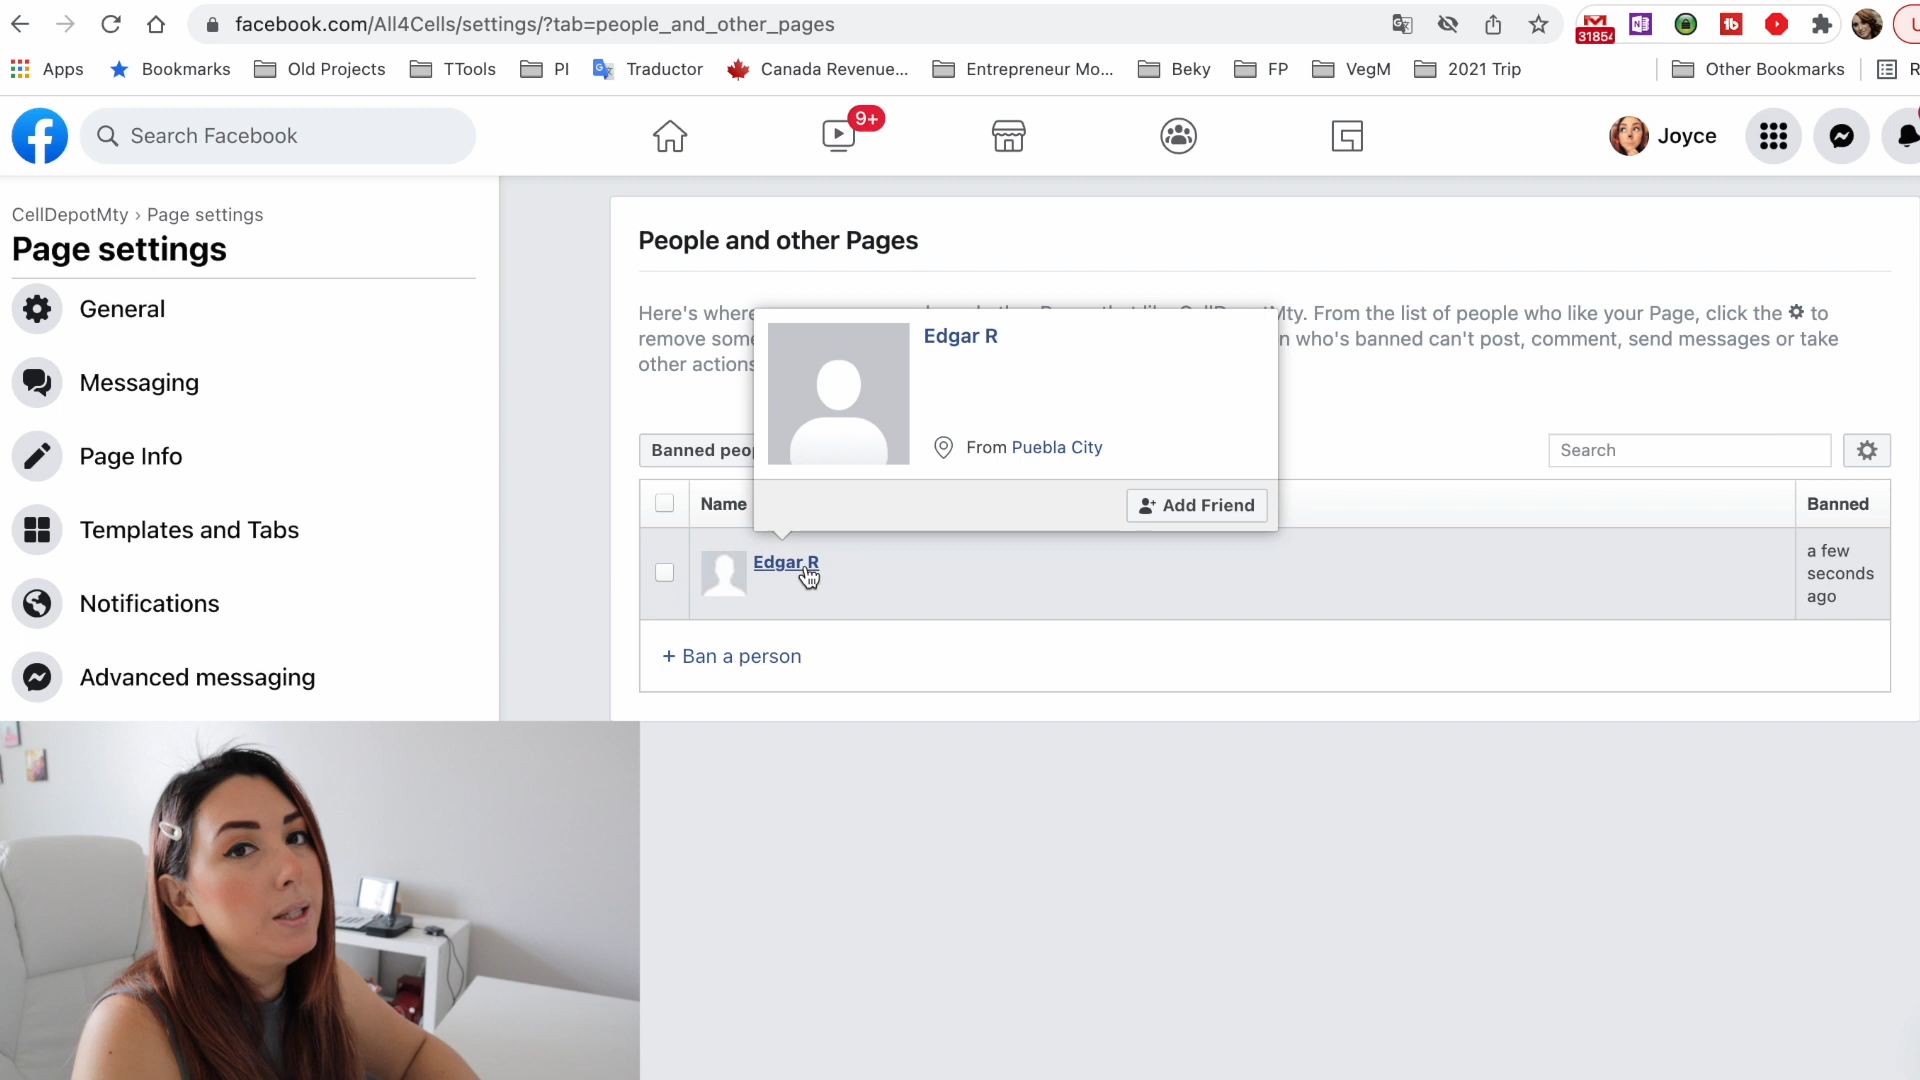 facebook.com/All4Cells/settings/?tab=people_and_other_pages
31854
Apps
Bookmarks
Old Projects
TTools
PI
Traductor
Canada Revenue...
Entrepreneur Mo...
Beky
FP
VegM
2021 Trip
Other Bookmarks
Search Facebook
9+
Joyce
CellDepotMty › Page settings
Page settings
General
Messaging
Page Info
Templates and Tabs
Notifications
Advanced messaging
People and other Pages
Here's where
Mty. From the list of people who like your Page, click the
to
remove some
who's banned can't post, comment, send messages or take
other actions
Edgar R
From Puebla City
Add Friend
Banned peo
Search
Name
Banned
Edgar R
a few
seconds
ago
+ Ban a person